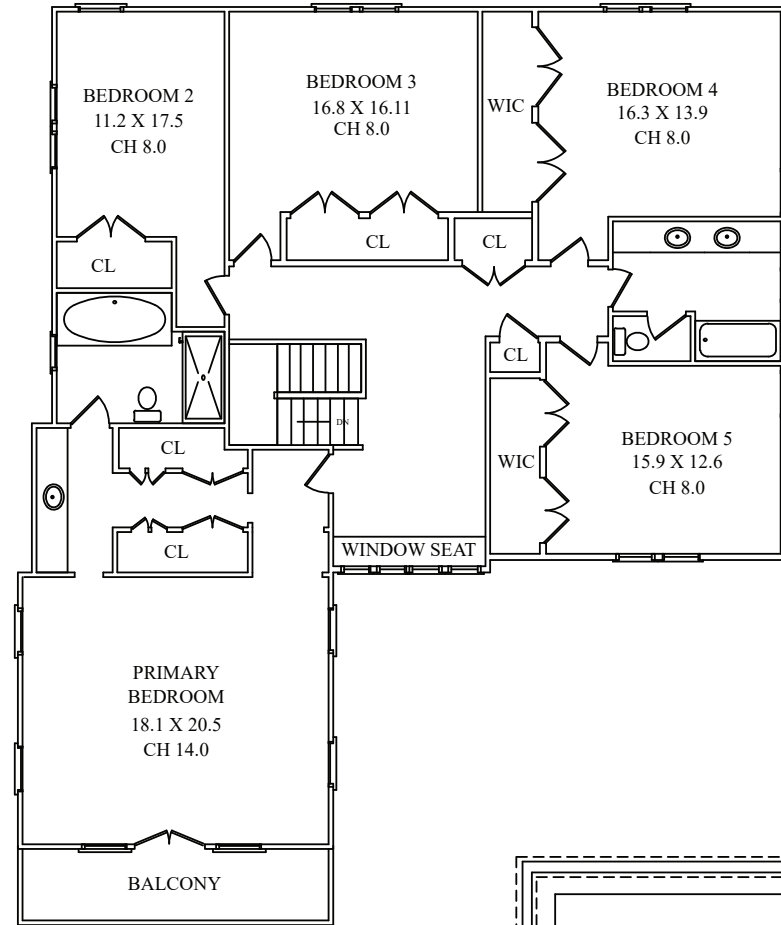 BEDROOM 2
11.2 X 17.5
CH 8.0
BEDROOM 3
16.8 X 16.11
CH 8.0
WIC
BEDROOM 4
16.3 X 13.9
CH 8.0
CL
CL
CL
CL
DN
CL
WIC
BEDROOM 5
15.9 X 12.6
CH 8.0
CL
WINDOW SEAT
PRIMARY
BEDROOM
18.1 X 20.5
CH 14.0
BALCONY